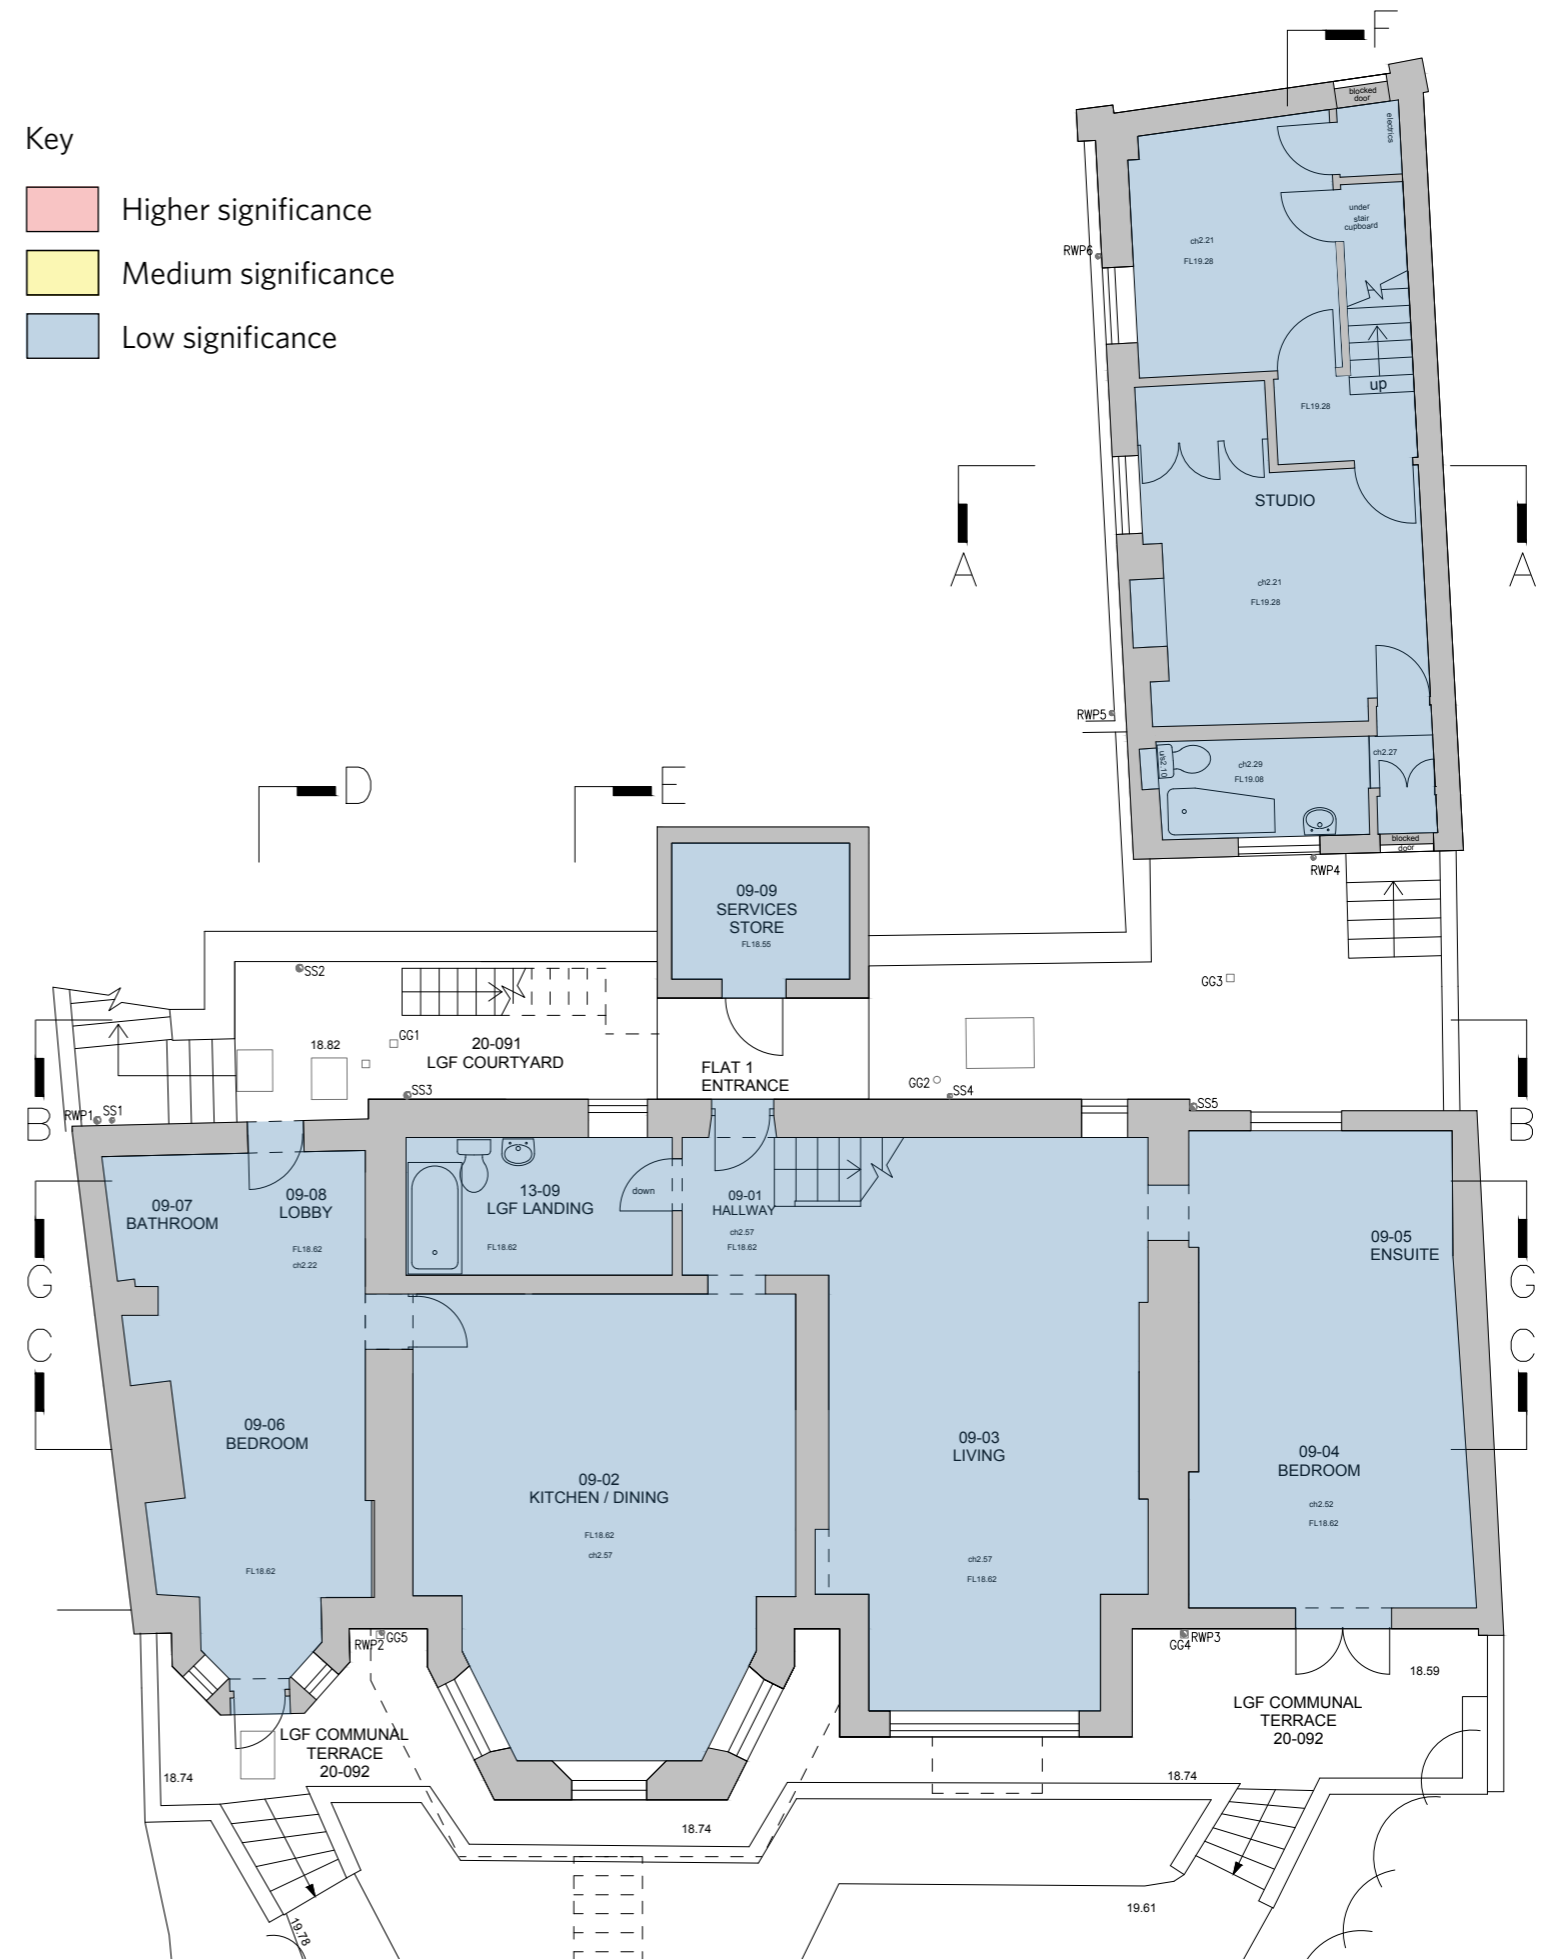 F
Key
Higher significance
Medium significance
Low significance
blocked
door
electrics
under
stair
cupboard
RWP6
ch2.21
FL19.28
up
FL19.28
A
A
STUDIO
ch2.21
FL19.28
RWP5
ch2.27
ch2.29
FL19.08
u/s2.10
blocked
door
RWP4
D
E
09-09
SERVICES
STORE
FL18.55
SS2
GG3
18.82
GG1
20-091
LGF COURTYARD
FLAT 1
ENTRANCE
GG2
SS4
SS3
SS5
RWP1
SS1
B
B
09-07
BATHROOM
09-08
LOBBY
FL18.62
ch2.22
13-09
LGF LANDING
FL18.62
down
09-01
HALLWAY
ch2.57
FL18.62
09-05
ENSUITE
G
G
C
C
09-06
BEDROOM
FL18.62
09-02
KITCHEN / DINING
FL18.62
ch2.57
09-03
LIVING
ch2.57
FL18.62
09-04
BEDROOM
ch2.52
FL18.62
RWP2
GG5
GG4
RWP3
18.59
LGF COMMUNAL
TERRACE
20-092
LGF COMMUNAL
TERRACE
20-092
18.74
18.74
18.74
19.78
19.61